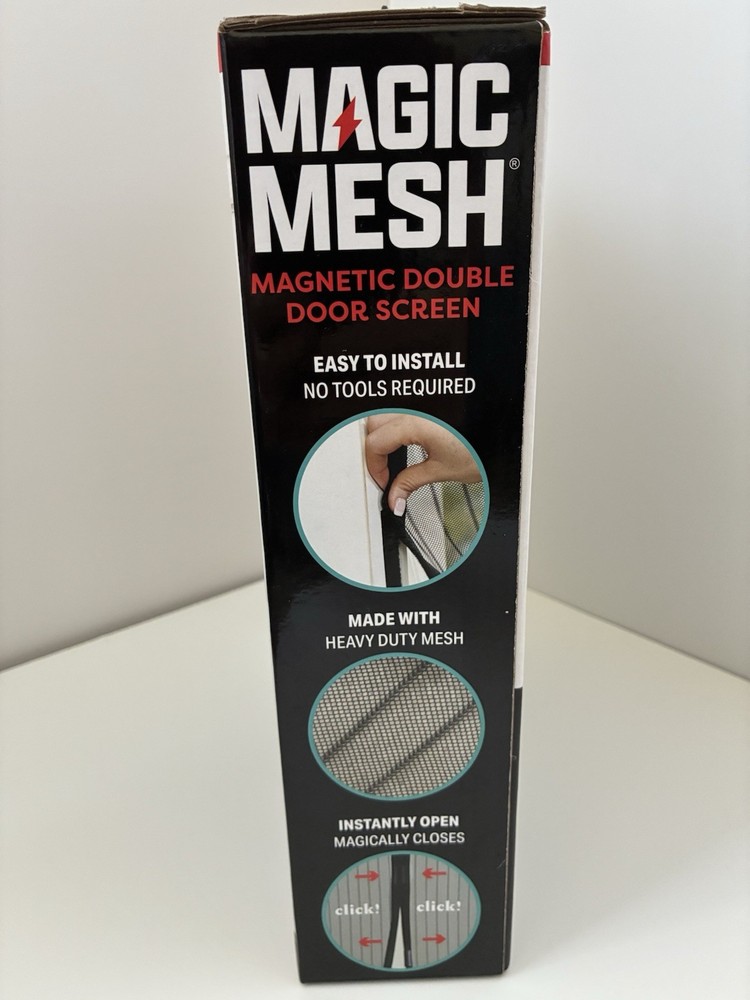 MAGIC
MESH®
MAGNETIC DOUBLE
DOOR SCREEN
EASY TO INSTALL
NO TOOLS REQUIRED
MADE WITH
HEAVY DUTY MESH
INSTANTLY OPEN
MAGICALLY CLOSES
click! click!